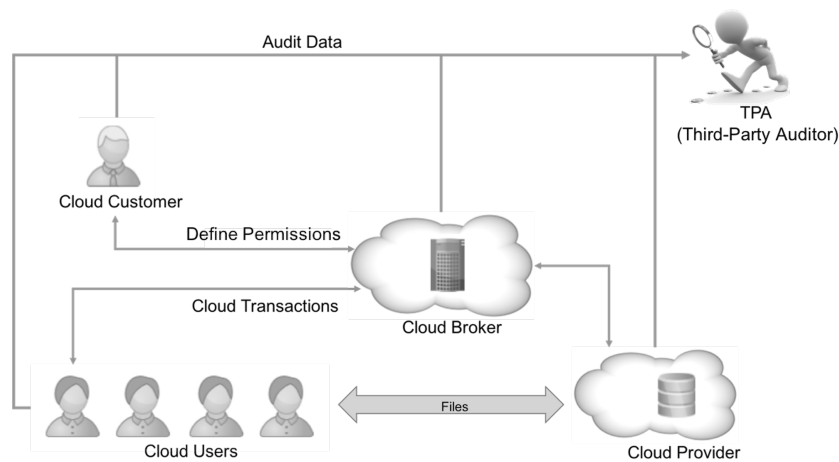 Audit Data
TPA
(Third-Party Auditor)
Cloud Customer
Define Permissions
Cloud Transactions
Cloud Broker
Files
Cloud Users
Cloud Provider